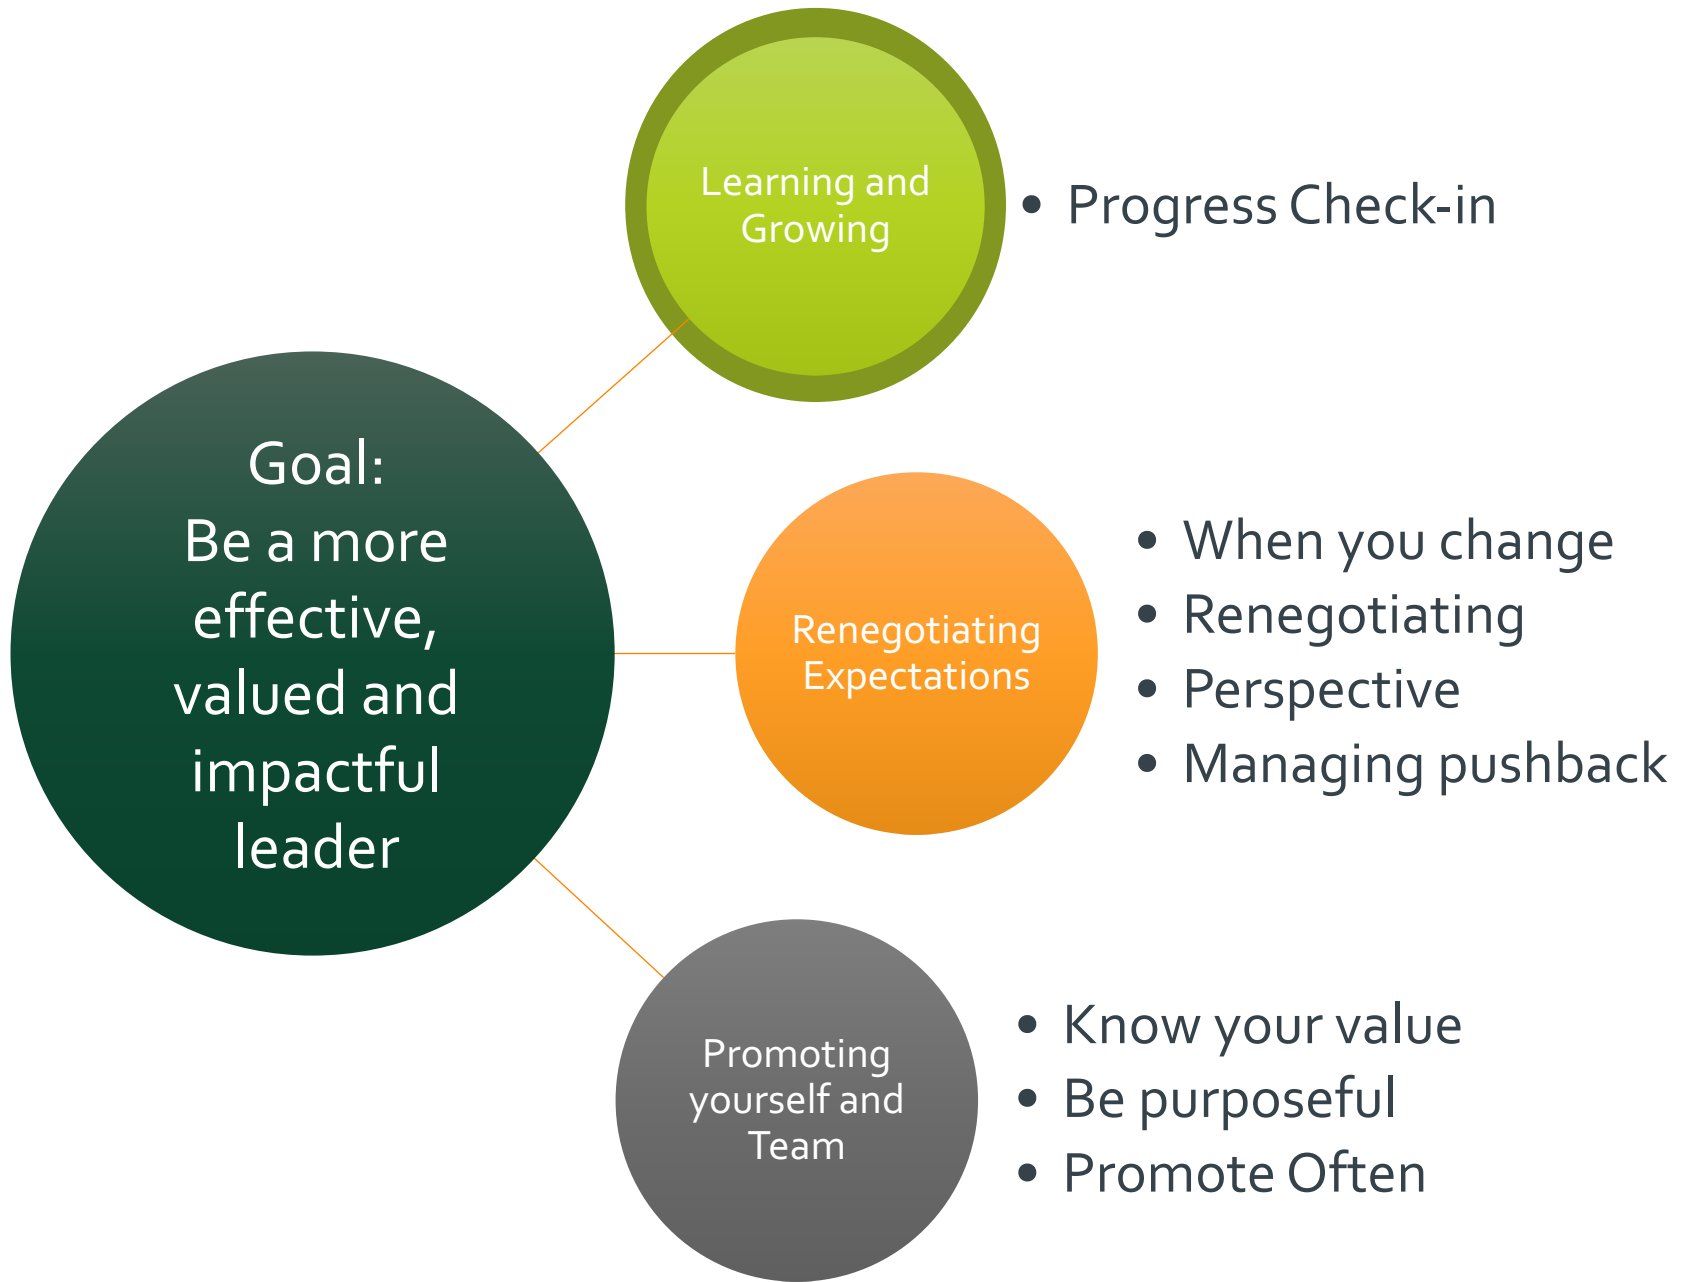 Learning and
Growing
• Progress Check-in
Goal:
Be a more
effective,
valued and
impactful
leader
Renegotiating
Expectations
• When you change
• Renegotiating
• Perspective
• Managing pushback
Promoting
yourself and
Team
• Know your value
• Be purposeful
• Promote Often